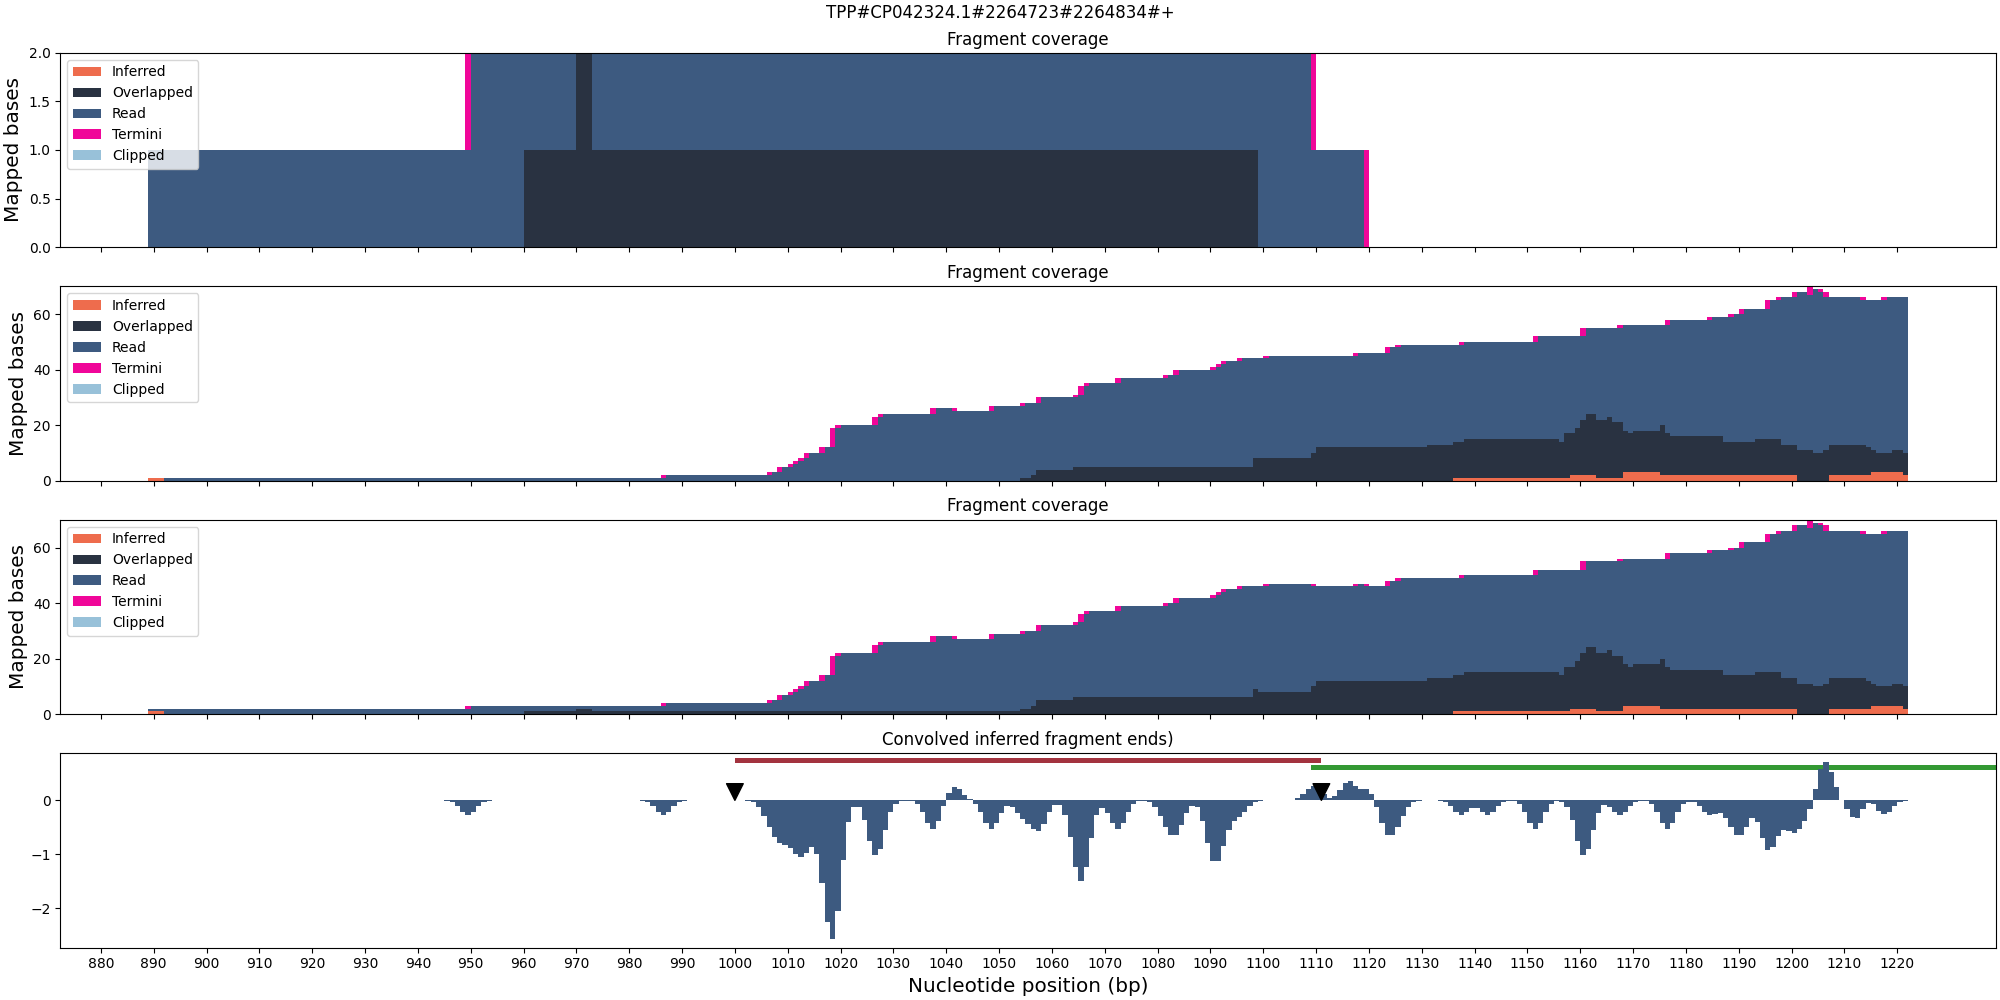 TPP#CP042324.1#2264723#2264834#+
Fragment coverage
Mapped bases
2.0
1.5
1.0
0.5
0.0
Inferred
Overlapped
Read
Termini
Clipped
Fragment coverage
Mapped bases
60
40
20
0
Inferred
Overlapped
Read
Termini
Clipped
Fragment coverage
Mapped bases
60
40
20
0
Inferred
Overlapped
Read
Termini
Clipped
Convolved inferred fragment ends)
0
−1
−2
880 890 900 910 920 930 940 950 960 970 980 990 1000 1010 1020 1030 1040 1050 1060 1070 1080 1090 1100 1110 1120 1130 1140 1150 1160 1170 1180 1190 1200 1210 1220
Nucleotide position (bp)